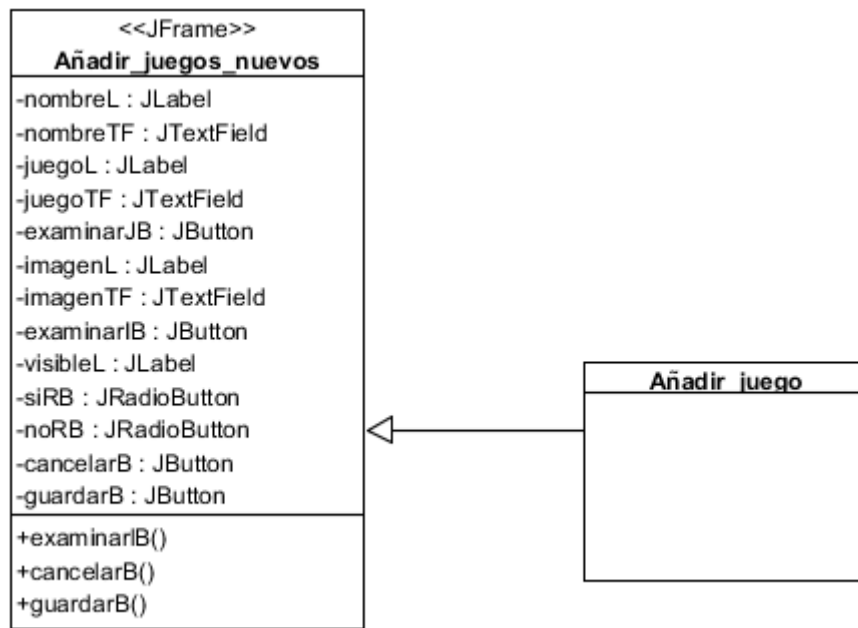 <<JFrame>>
Añadir_juegos_nuevos
-nombreL : JLabel
-nombreTF : JTextField
-juegoL : JLabel
-juegoTF : JTextField
-examinarJB : JButton
-imagenL : JLabel
-imagenTF : JTextField
-examinarIB : JButton
-visibleL : JLabel
-siRB : JRadioButton
-noRB : JRadioButton
-cancelarB : JButton
-guardarB : JButton
+examinarIB()
+cancelarB()
+guardarB()
Añadir_juego